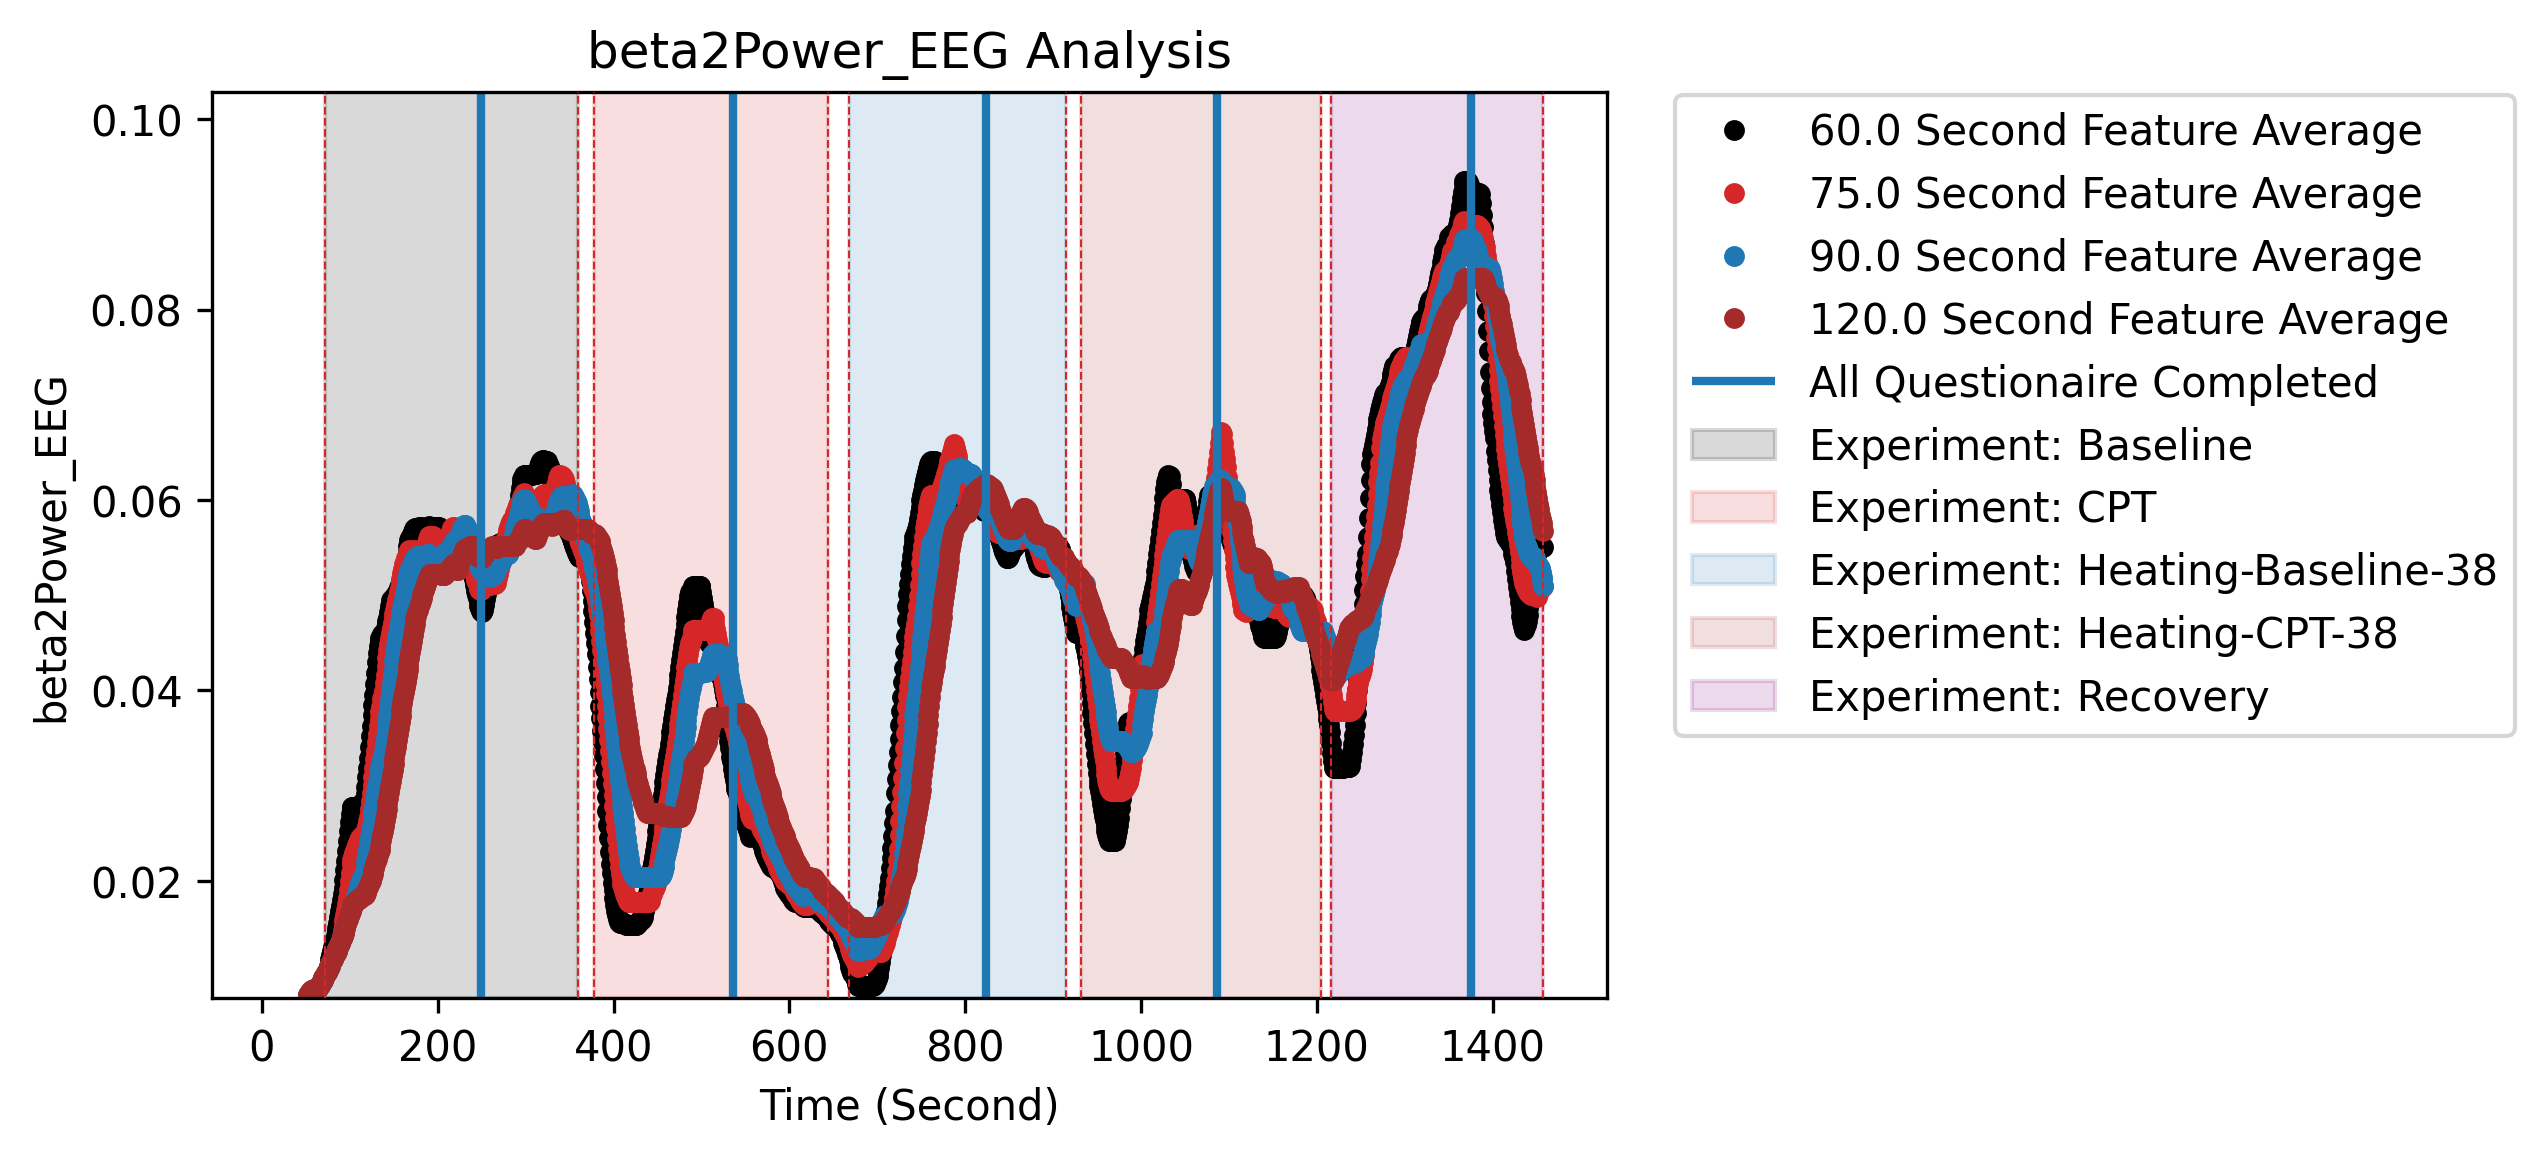 beta2Power_EEG Analysis
beta2Power_EEG
0.10
0.08
0.06
0.04
0.02
0
200
400
600
800
1000
1200
1400
Time (Second)
60.0 Second Feature Average
75.0 Second Feature Average
90.0 Second Feature Average
120.0 Second Feature Average
All Questionaire Completed
Experiment: Baseline
Experiment: CPT
Experiment: Heating-Baseline-38
Experiment: Heating-CPT-38
Experiment: Recovery